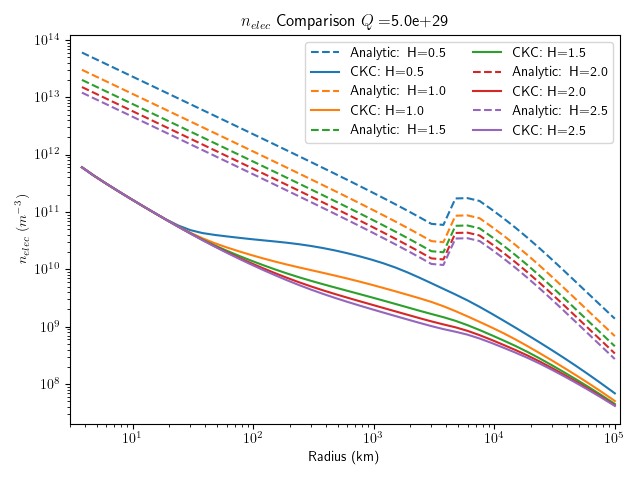 n_elec Comparison Q =5.0e+29
Analytic: H=0.5
CKC: H=0.5
Analytic: H=1.0
CKC: H=1.0
Analytic: H=1.5
CKC: H=1.5
Analytic: H=2.0
CKC: H=2.0
Analytic: H=2.5
CKC: H=2.5
n_elec (m^−3)
10^14
10^13
10^12
10^11
10^10
10^9
10^8
10^1 10^2 10^3 10^4 10^5
Radius (km)